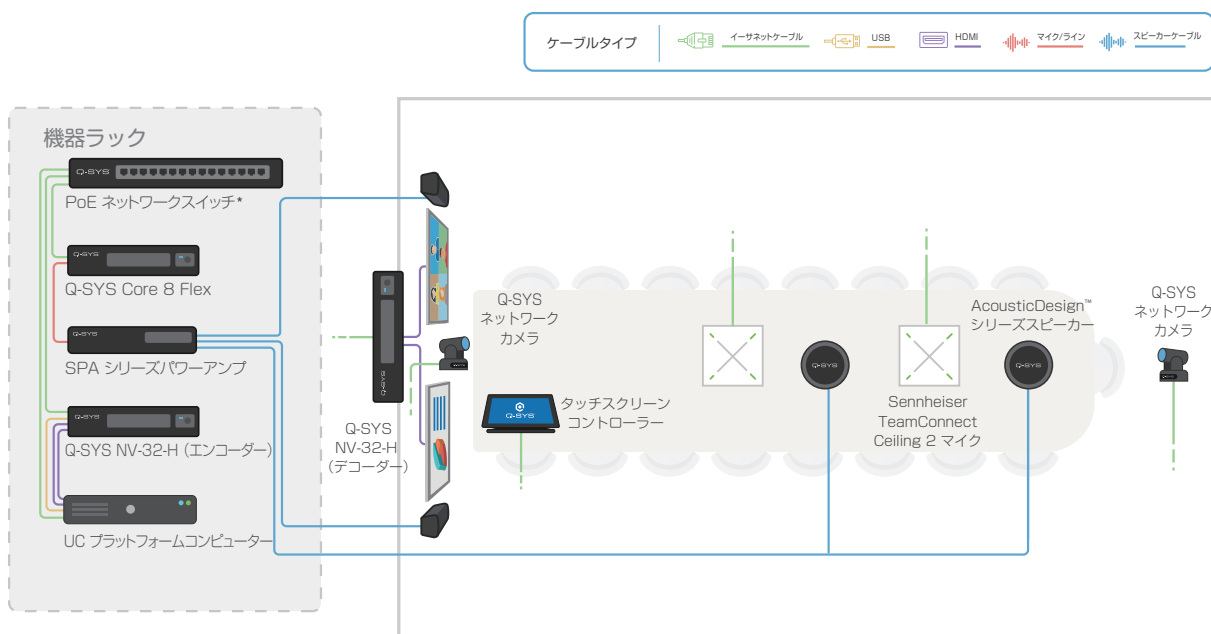 ケーブルタイプ
イーサネットケーブル
USB
HDMI
マイク/ライン
スピーカーケーブル
機器ラック
Q-SYS
PoE ネットワークスイッチ*
Q-SYS
Q-SYS Core 8 Flex
Q-SYS
SPA シリーズパワーアンプ
Q-SYS
Q-SYS NV-32-H (エンコーダー)
UC プラットフォームコンピューター
Q-SYS
Q-SYS
NV-32-H
(デコーダー)
Q-SYS
ネットワーク
カメラ
Q-SYS
タッチスクリーン
コントローラー
Q-SYS
Sennheiser
TeamConnect
Ceiling 2 マイク
AcousticDesign™
シリーズスピーカー
Q-SYS
Q-SYS
ネットワーク
カメラ